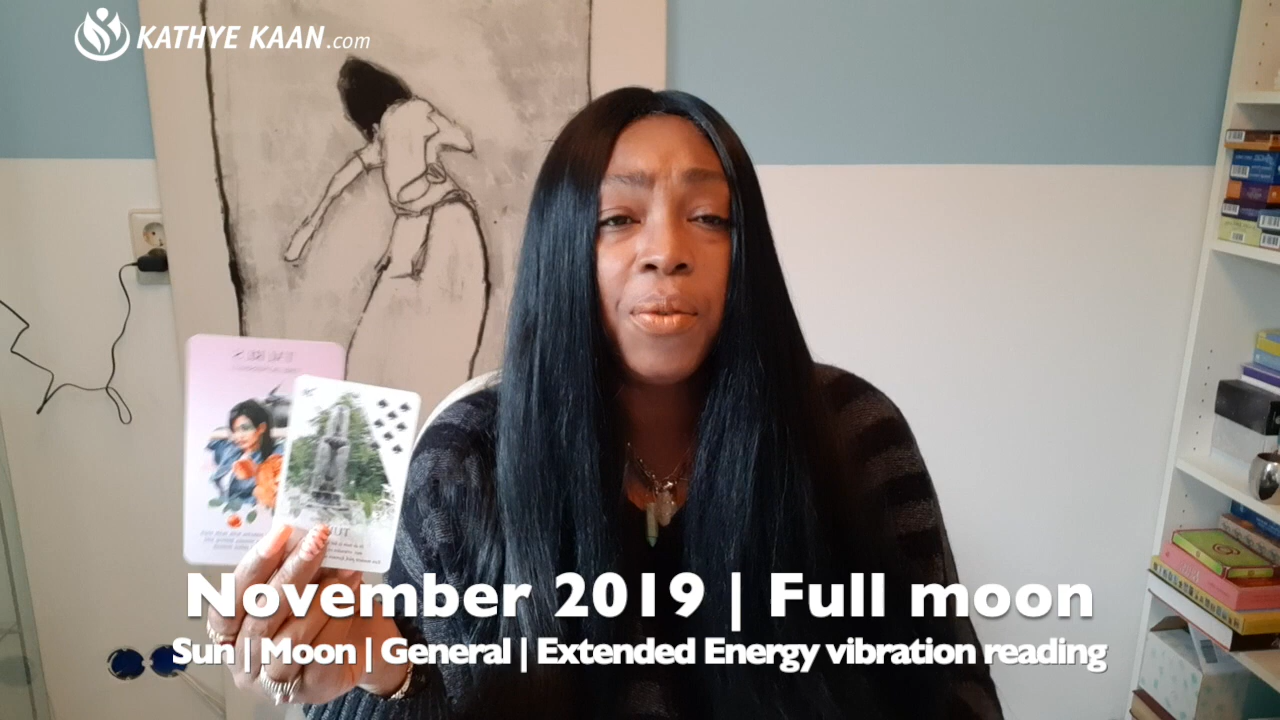 KATHYE KAAN.com
November 2019 | Full moon
Sun | Moon | General | Extended Energy vibration reading